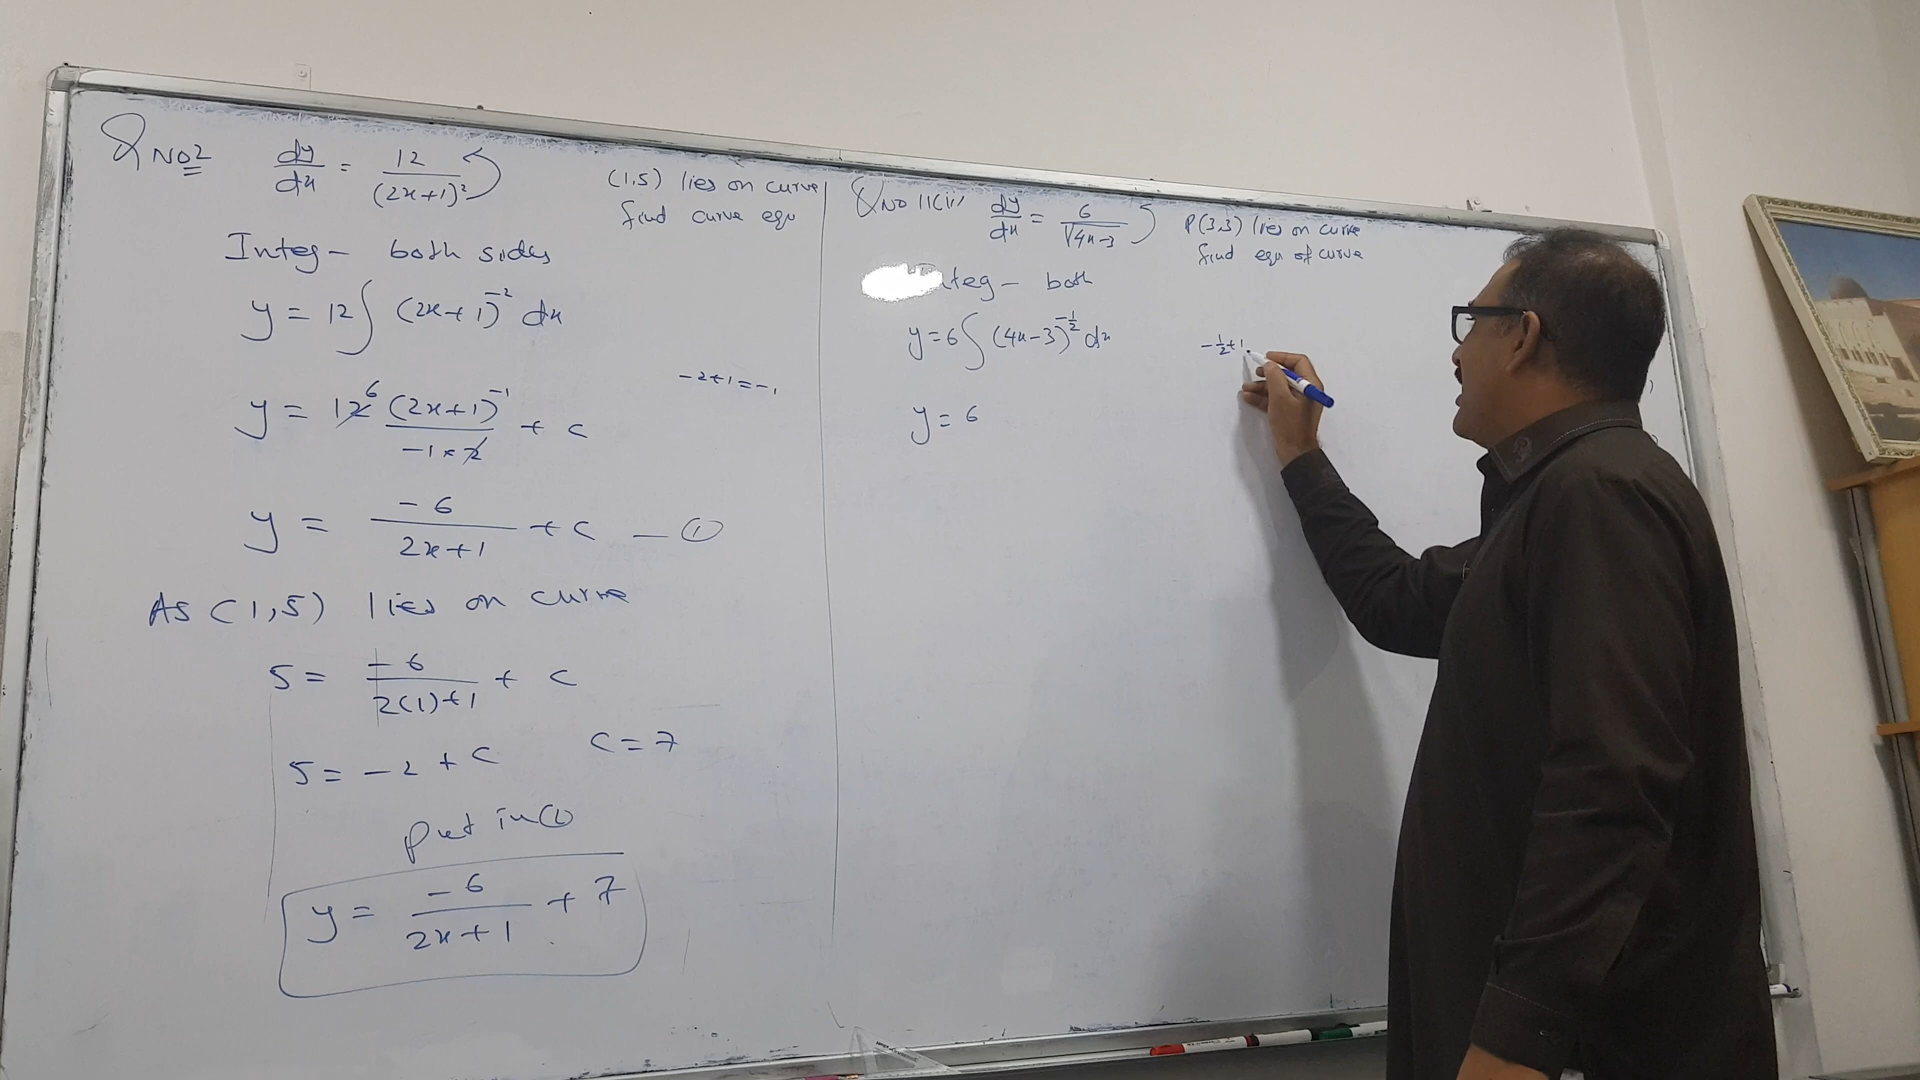 Q No 2 dy/dx = 12/(2x+1)²
(1,5) lies on curve
find curve equ
Integ - both sides
y = 12 ∫ (2x+1)⁻² dx
-2+1=-1
y = 12 6 (2x+1)⁻¹/(-1×2) + c
y = -6/(2x+1) + c — ①
As (1,5) lies on curve
5 = -6/(2(1)+1) + c
5 = -2 + c
c = 7
put in ①
y = -6/(2x+1) + 7
Q No 11(ii) dy/dx = 6/√(4x-3)
P(3,3) lies on curve
find equ of curve
teg - both
y = 6 ∫ (4x-3)^(-1/2) dx
-1/2+1
y = 6